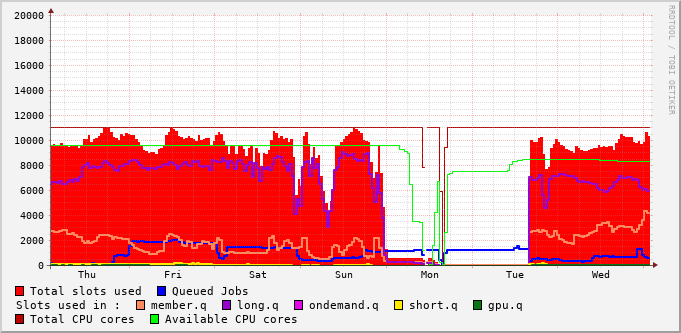 RRDTOOL / TOBI OETIKER
20000
18000
16000
14000
12000
10000
8000
6000
4000
2000
0
Thu Fri Sat Sun Mon Tue Wed
Total slots used Queued Jobs
Slots used in : member.q long.q ondemand.q short.q gpu.q
Total CPU cores Available CPU cores